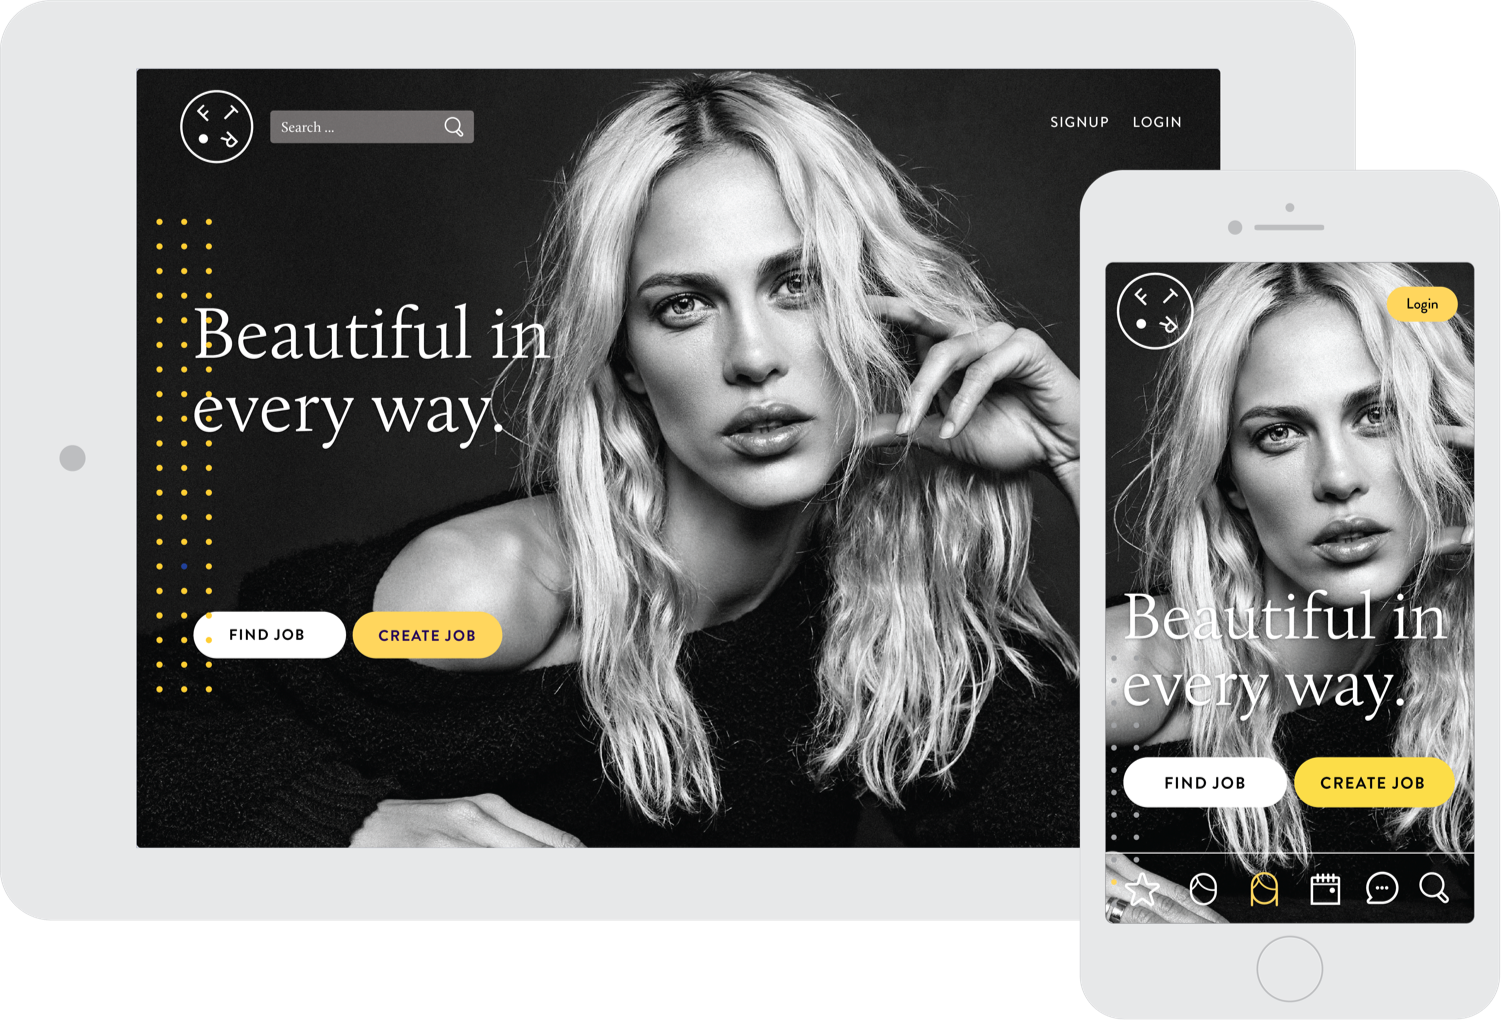 F T
R
Search ...
SIGNUP LOGIN
Beautiful in
every way.
FIND JOB CREATE JOB
F T
R
Login
Beautiful in
every way.
FIND JOB CREATE JOB